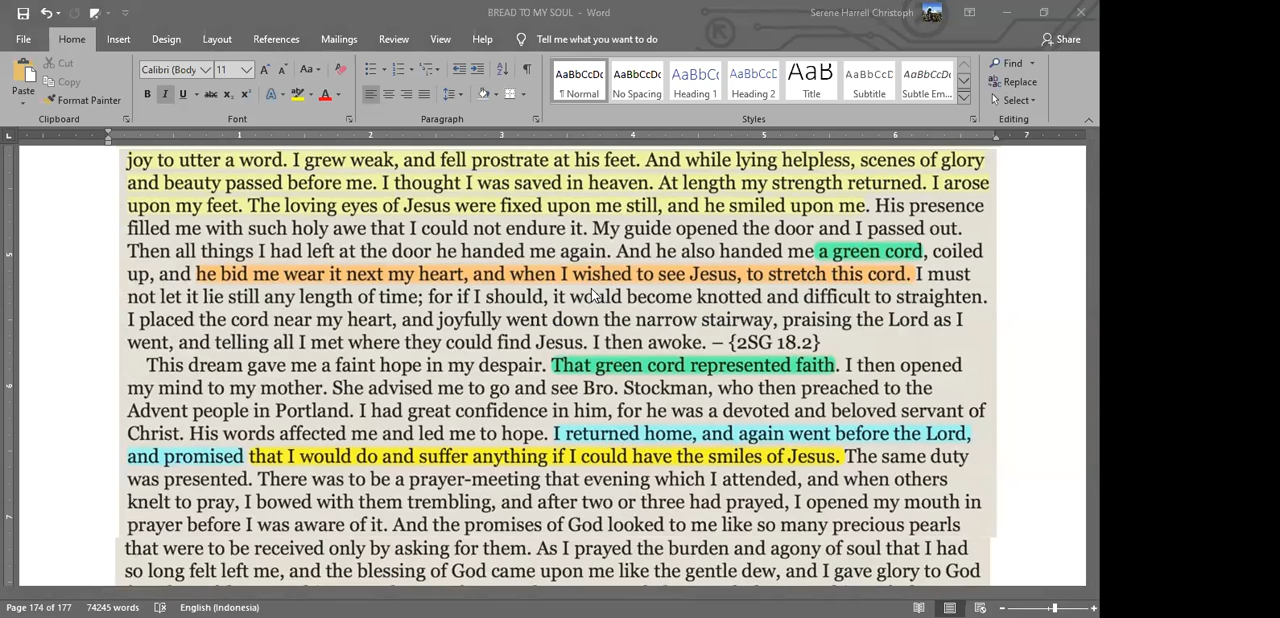 BREAD TO MY SOUL - Word
Serene Harrell Christoph
File Home Insert Design Layout References Mailings Review View Help Tell me what you want to do Share
Cut
Copy
Format Painter
Paste
Calibri (Body 11
Aa
B I U abc x₂ x² A A
AaBbCcDc AaBbCcDc AaBbCc AaBbCcD AaB AaBbCcD AaBbCcDc
¶ Normal No Spacing Heading 1 Heading 2 Title Subtitle Subtle Em...
Find
Replace
Select
Clipboard Font Paragraph Styles Editing
1 2 3 4 5 6 7
joy to utter a word. I grew weak, and fell prostrate at his feet. And while lying helpless, scenes of glory
and beauty passed before me. I thought I was saved in heaven. At length my strength returned. I arose
upon my feet. The loving eyes of Jesus were fixed upon me still, and he smiled upon me. His presence
filled me with such holy awe that I could not endure it. My guide opened the door and I passed out.
Then all things I had left at the door he handed me again. And he also handed me a green cord, coiled
up, and he bid me wear it next my heart, and when I wished to see Jesus, to stretch this cord. I must
not let it lie still any length of time; for if I should, it would become knotted and difficult to straighten.
I placed the cord near my heart, and joyfully went down the narrow stairway, praising the Lord as I
went, and telling all I met where they could find Jesus. I then awoke. – {2SG 18.2}
This dream gave me a faint hope in my despair. That green cord represented faith. I then opened
my mind to my mother. She advised me to go and see Bro. Stockman, who then preached to the
Advent people in Portland. I had great confidence in him, for he was a devoted and beloved servant of
Christ. His words affected me and led me to hope. I returned home, and again went before the Lord,
and promised that I would do and suffer anything if I could have the smiles of Jesus. The same duty
was presented. There was to be a prayer-meeting that evening which I attended, and when others
knelt to pray, I bowed with them trembling, and after two or three had prayed, I opened my mouth in
prayer before I was aware of it. And the promises of God looked to me like so many precious pearls
that were to be received only by asking for them. As I prayed the burden and agony of soul that I had
so long felt left me, and the blessing of God came upon me like the gentle dew, and I gave glory to God
Page 174 of 177 74245 words English (Indonesia)